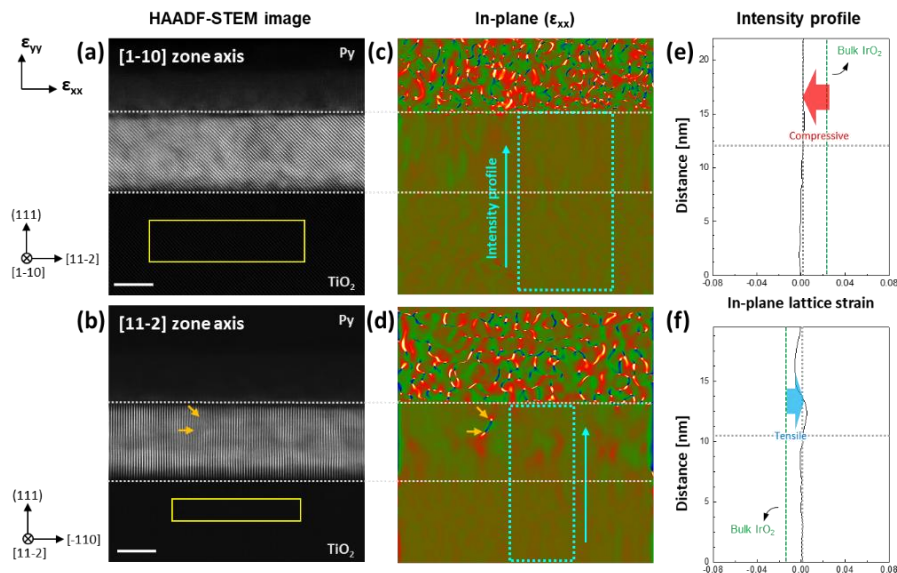 HAADF-STEM image
In-plane (εxx)
Intensity profile
εyy
εxx
(a)
[1-10] zone axis
Py
(111)
[11-2]
[1-10]
TiO2
(c)
Intensity profile
(e)
20
15
10
5
0
Distance [nm]
Bulk IrO2
Compressive
-0.08
-0.04
0.00
0.04
0.08
In-plane lattice strain
(b)
[11-2] zone axis
Py
(111)
[-110]
[11-2]
TiO2
(d)
(f)
15
10
5
0
Distance [nm]
Tensile
Bulk IrO2
-0.08
-0.04
0.00
0.04
0.08